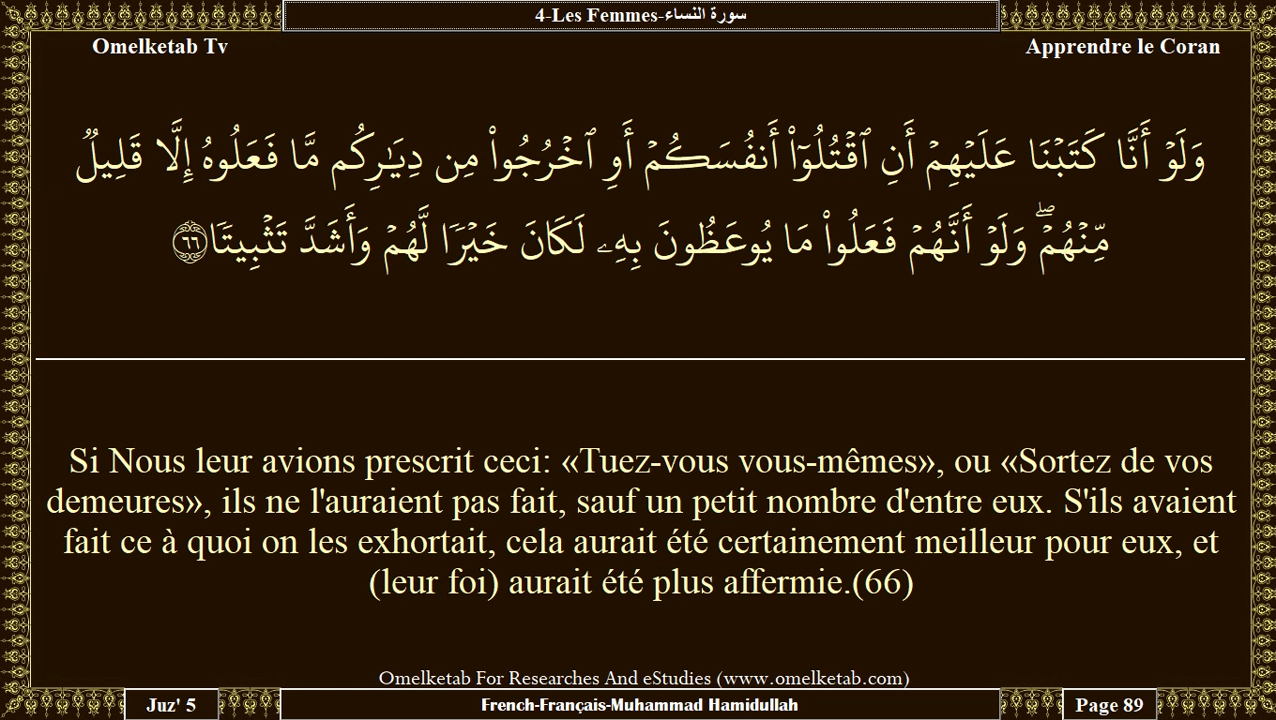 4-Les Femmes-سورة النساء
Omelketab Tv
Apprendre le Coran
وَلَوۡ أَنَّا كَتَبۡنَا عَلَيۡهِمۡ أَنِ ٱقۡتُلُوٓاْ أَنفُسَكُمۡ أَوِ ٱخۡرُجُواْ مِن دِيَٰرِكُم مَّا فَعَلُوهُ إِلَّا قَلِيلٞ
مِّنۡهُمۡۖ وَلَوۡ أَنَّهُمۡ فَعَلُواْ مَا يُوعَظُونَ بِهِۦ لَكَانَ خَيۡرٗا لَّهُمۡ وَأَشَدَّ تَثۡبِيتٗا ٦٦
Si Nous leur avions prescrit ceci: «Tuez-vous vous-mêmes», ou «Sortez de vos
demeures», ils ne l'auraient pas fait, sauf un petit nombre d'entre eux. S'ils avaient
fait ce à quoi on les exhortait, cela aurait été certainement meilleur pour eux, et
(leur foi) aurait été plus affermie.(66)
Omelketab For Researches And eStudies (www.omelketab.com)
Juz' 5
French-Français-Muhammad Hamidullah
Page 89